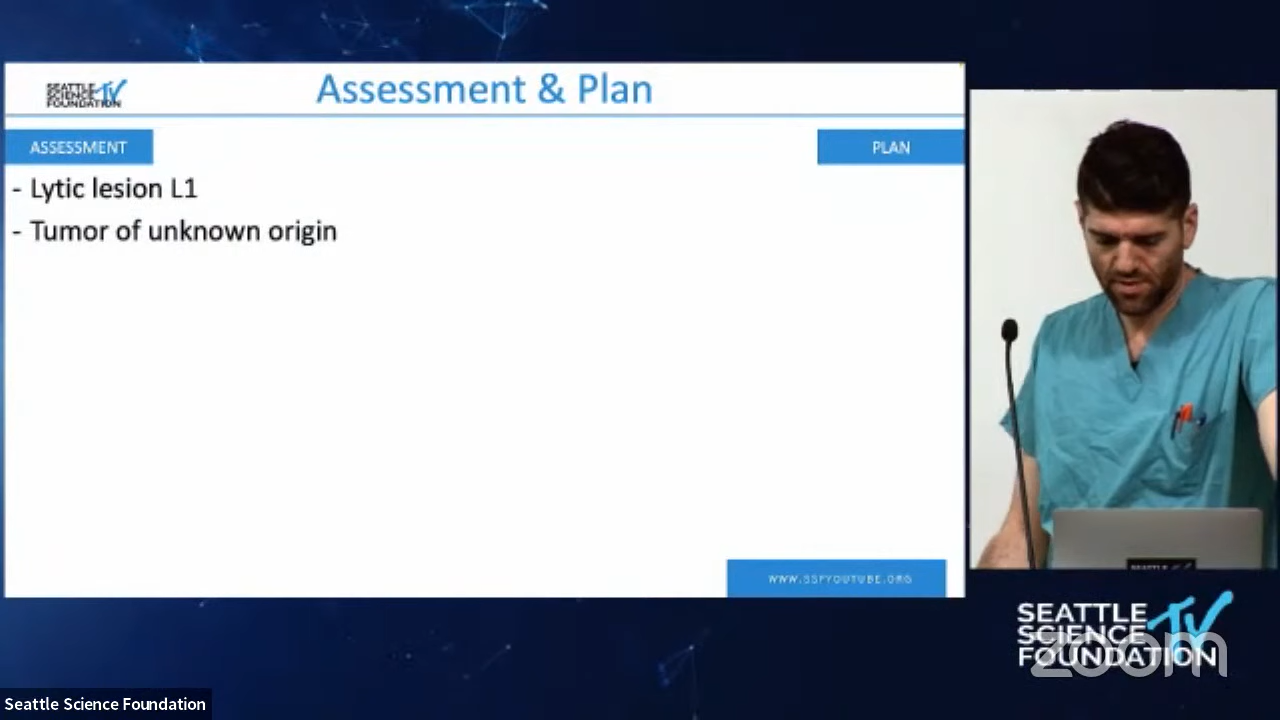 SEATTLE
SCIENCE TV
FOUNDATION
Assessment & Plan
ASSESSMENT
PLAN
- Lytic lesion L1
- Tumor of unknown origin
WWW.SSFYOUTUBE.ORG
SEATTLE
SCIENCE TV
FOUNDATION
zoom
Seattle Science Foundation